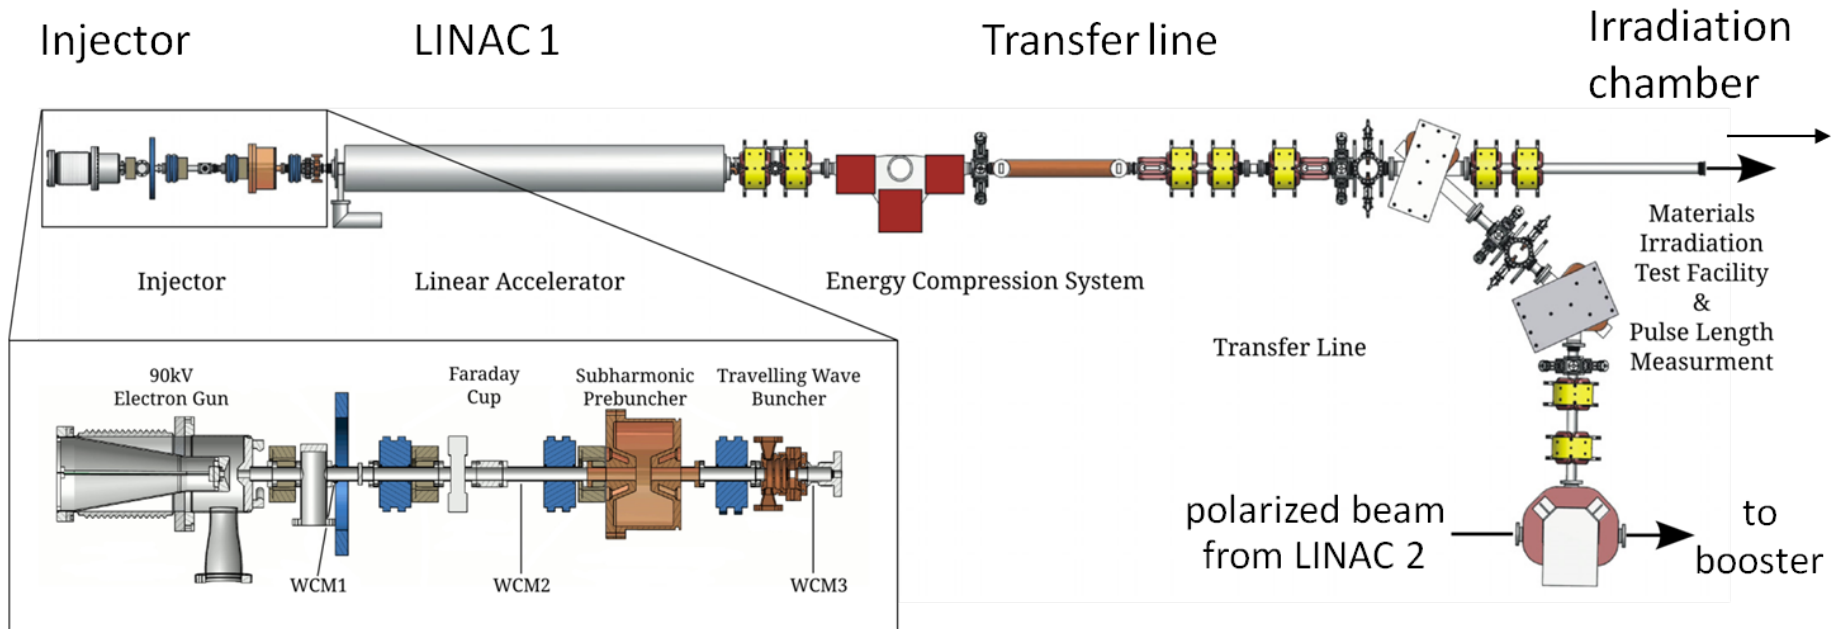 Injector
LINAC 1
Transfer line
Irradiation
chamber
Injector
Linear Accelerator
Energy Compression System
Transfer Line
Materials
Irradiation
Test Facility
&
Pulse Length
Measurment
90kV
Electron Gun
Faraday
Cup
Subharmonic
Prebuncher
Travelling Wave
Buncher
WCM1
WCM2
WCM3
polarized beam
from LINAC 2
to
booster